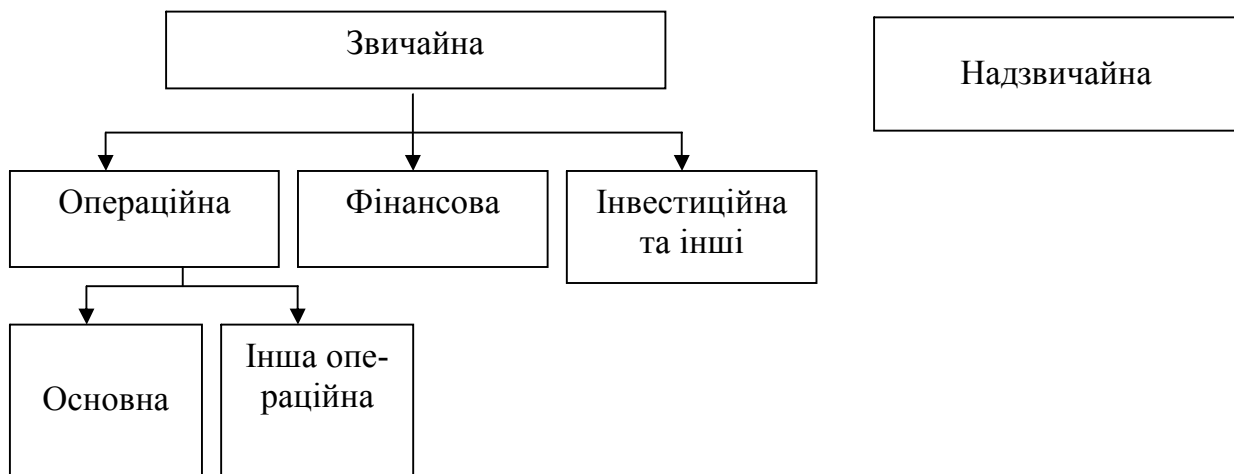 Звичайна
Надзвичайна
Операційна
Фінансова
Інвестиційна
та інші
Основна
Інша опе-
раційна